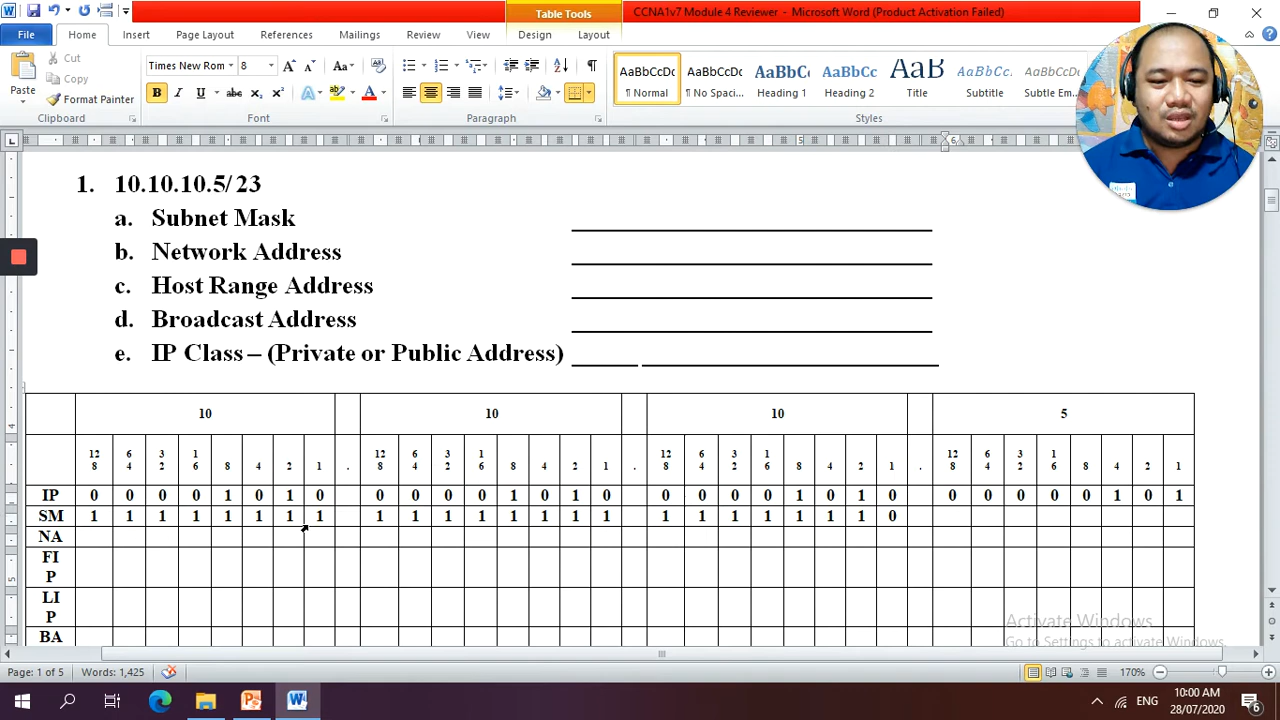 Table Tools
CCNA1v7 Module 4 Reviewer - Microsoft Word (Product Activation Failed)
File Home Insert Page Layout References Mailings Review View Design Layout
Paste
Cut
Copy
Format Painter
Clipboard
Times New Rom 8
B I U abc x₂ x² A A
Font
Paragraph
AaBbCcDc AaBbCcDc AaBbC AaBbCc AaB AaBbCcD AaBbCcD
¶ Normal ¶ No Spaci... Heading 1 Heading 2 Title Subtitle Subtle Em...
Styles
1. 10.10.10.5/ 23
a. Subnet Mask
b. Network Address
c. Host Range Address
d. Broadcast Address
e. IP Class – (Private or Public Address)
10 10 10 5
128 64 32 16 8 4 2 1 . 128 64 32 16 8 4 2 1 . 128 64 32 16 8 4 2 1 . 128 64 32 16 8 4 2 1
IP 0 0 0 0 1 0 1 0 0 0 0 0 1 0 1 0 0 0 0 0 1 0 1 0 0 0 0 0 0 1 0 1
SM 1 1 1 1 1 1 1 1 1 1 1 1 1 1 1 1 1 1 1 1 1 1 1 0
NA
FI
P
LI
P
BA
Activate Windows
Go to Settings to activate Windows.
Page: 1 of 5 Words: 1,425 170%
ENG
10:00 AM
28/07/2020
6